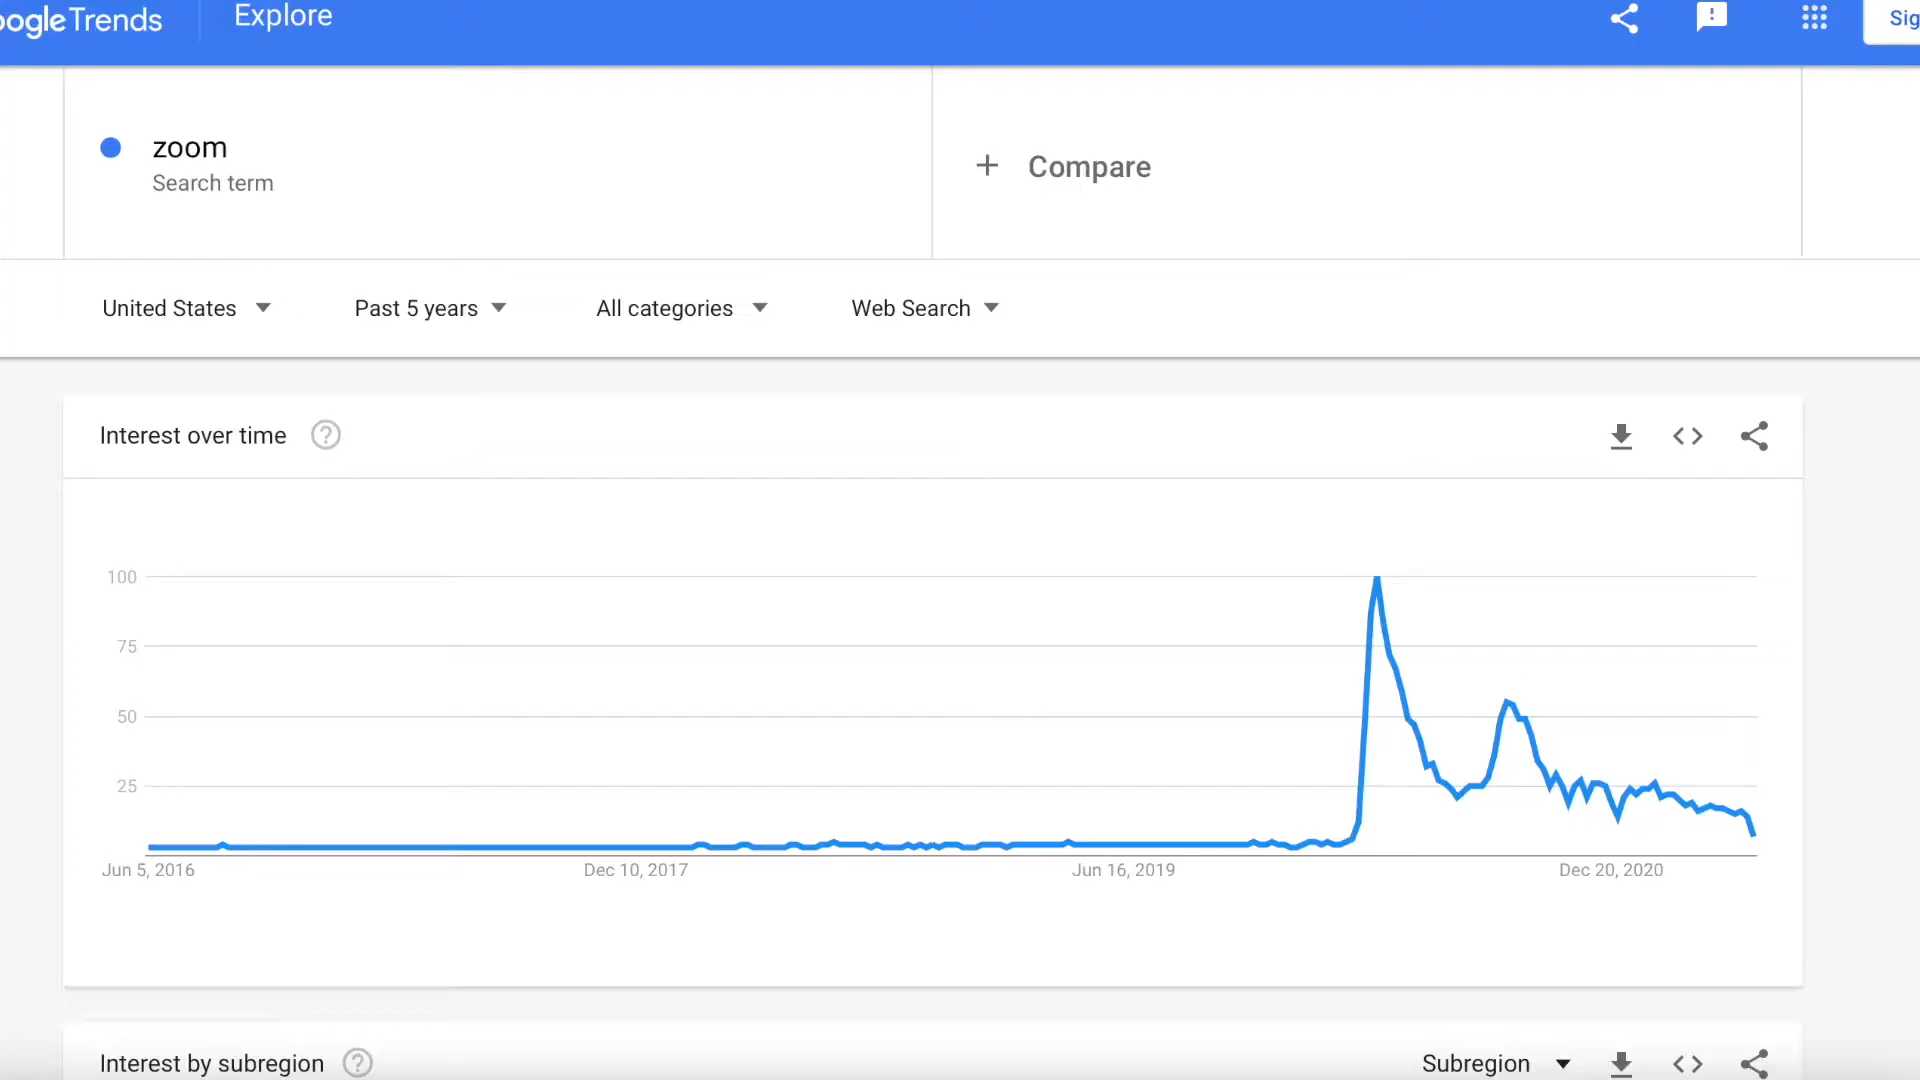 oogle Trends
Explore
Sig
zoom
Search term
+ Compare
United States
Past 5 years
All categories
Web Search
Interest over time
100
75
50
25
Jun 5, 2016
Dec 10, 2017
Jun 16, 2019
Dec 20, 2020
Interest by subregion
Subregion